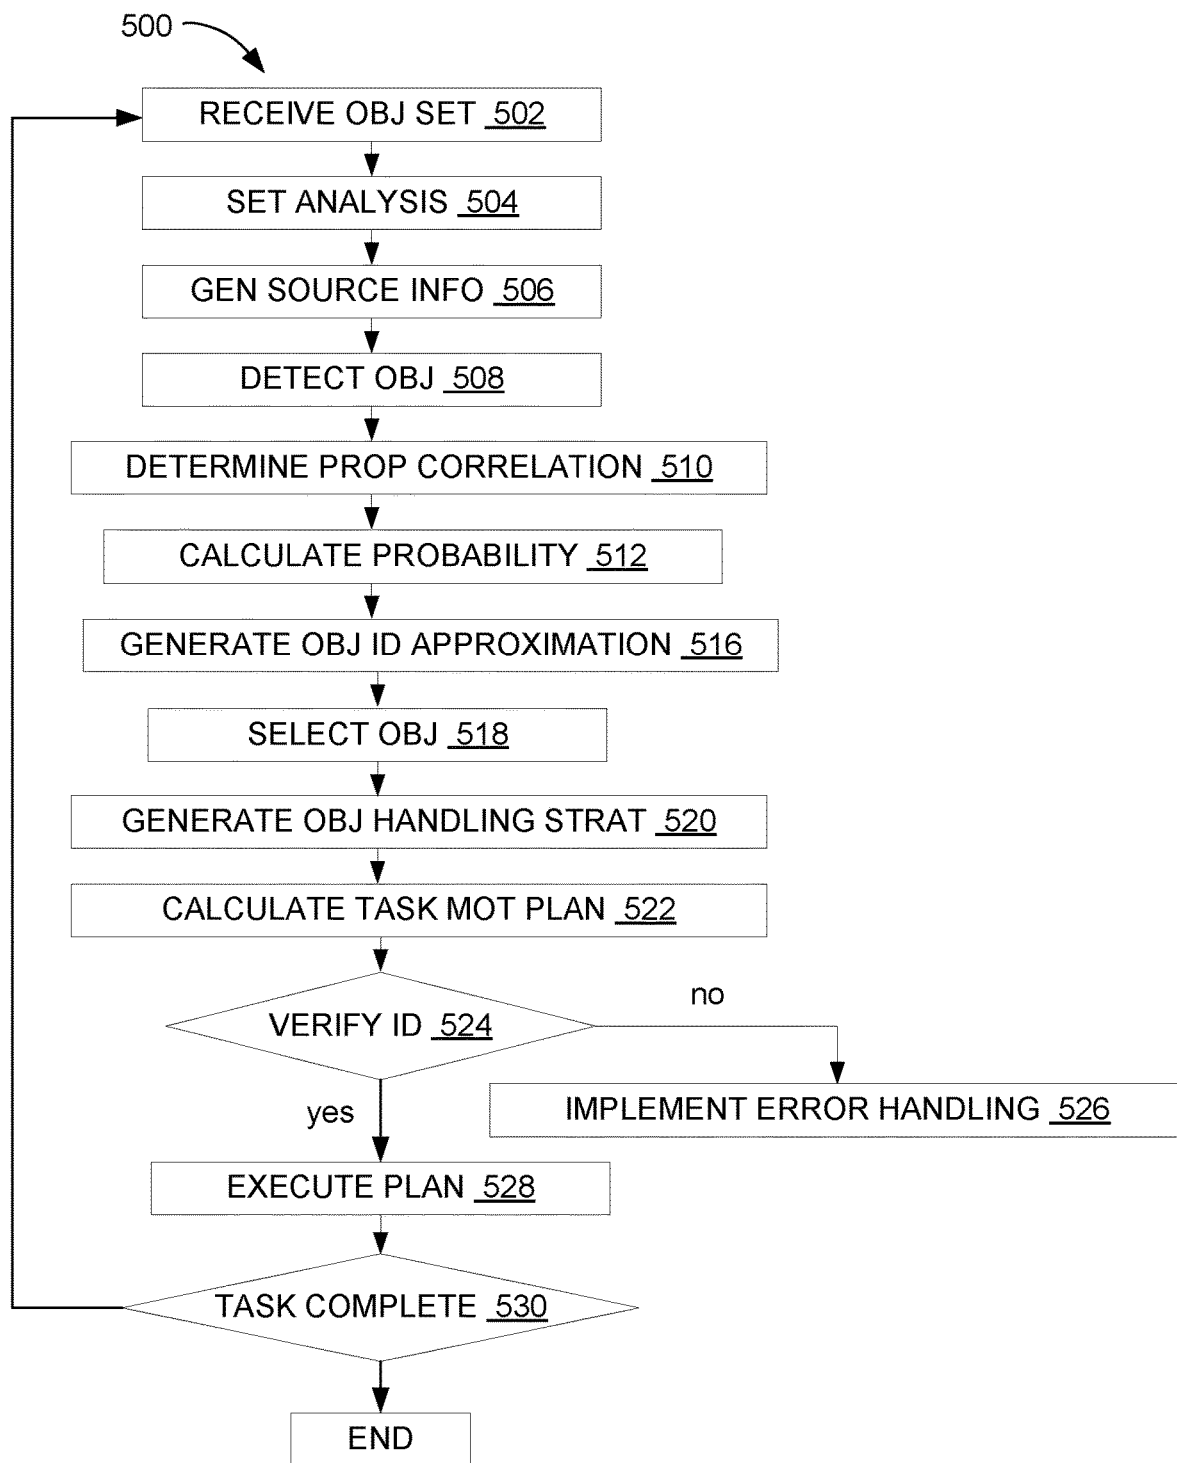 500
RECEIVE OBJ SET 502
SET ANALYSIS 504
GEN SOURCE INFO 506
DETECT OBJ 508
DETERMINE PROP CORRELATION 510
CALCULATE PROBABILITY 512
GENERATE OBJ ID APPROXIMATION 516
SELECT OBJ 518
GENERATE OBJ HANDLING STRAT 520
CALCULATE TASK MOT PLAN 522
no
VERIFY ID 524
IMPLEMENT ERROR HANDLING 526
yes
EXECUTE PLAN 528
TASK COMPLETE 530
END